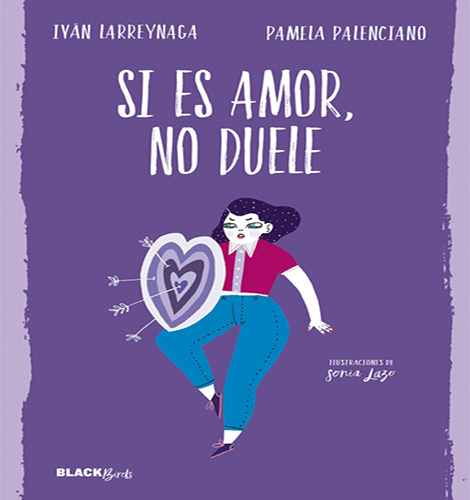 IVÁN LARREYNAGA
PAMELA PALENCIANO
SI ES AMOR,
NO DUELE
ILUSTRACIONES DE
Sonia Lazo
BLACKBirds